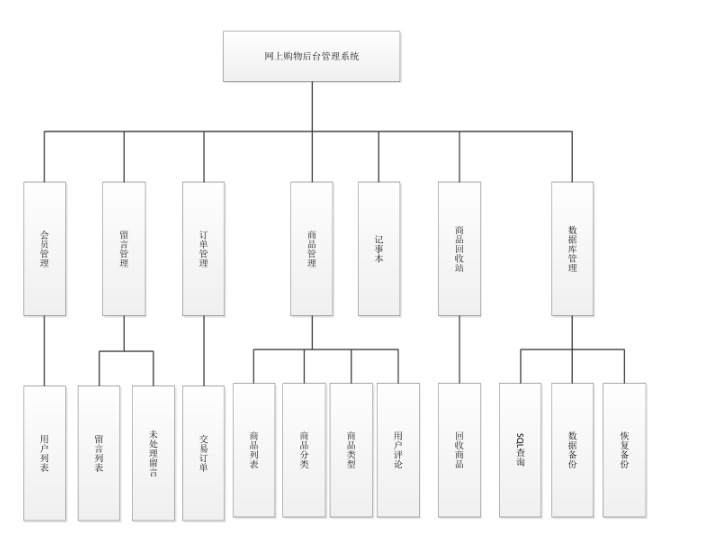 网上购物后台管理系统
会员管理
留言管理
订单管理
商品管理
记事本
商品回收站
数据库管理
用户列表
留言列表
未处理留言
交易订单
商品列表
商品分类
商品类型
用户评论
回收商品
SQL查询
数据备份
恢复备份